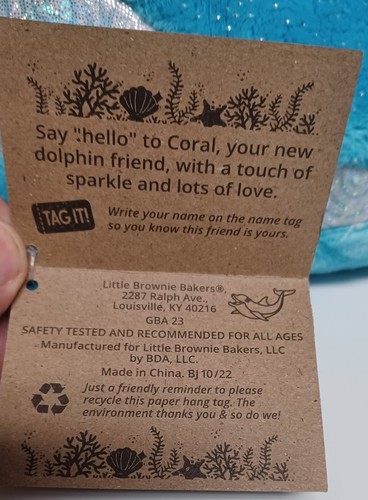 Say "hello" to Coral, your new
dolphin friend, with a touch of
sparkle and lots of love.
TAG IT!
Write your name on the name tag
so you know this friend is yours.
Little Brownie Bakers®,
2287 Ralph Ave.,
Louisville, KY 40216
GBA 23
SAFETY TESTED AND RECOMMENDED FOR ALL AGES
Manufactured for Little Brownie Bakers, LLC
by BDA, LLC.
Made in China. BJ 10/22
Just a friendly reminder to please
recycle this paper hang tag. The
environment thanks you & so do we!